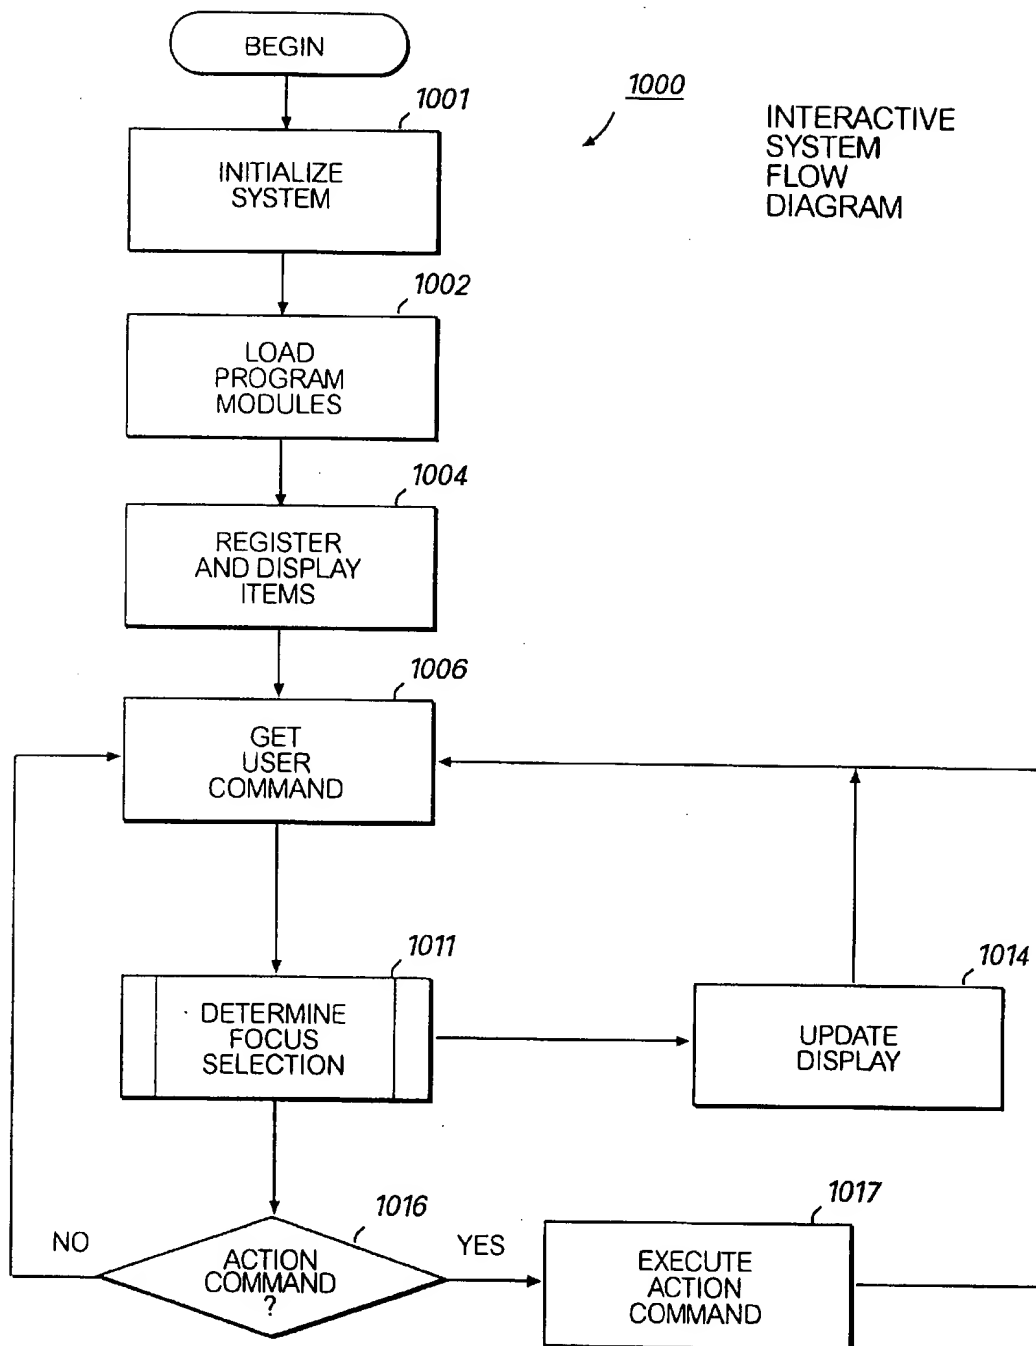 BEGIN
1000
INTERACTIVE
SYSTEM
FLOW
DIAGRAM
1001
INITIALIZE
SYSTEM
1002
LOAD
PROGRAM
MODULES
1004
REGISTER
AND DISPLAY
ITEMS
1006
GET
USER
COMMAND
1011
DETERMINE
FOCUS
SELECTION
1014
UPDATE
DISPLAY
1016
ACTION
COMMAND
?
NO
YES
1017
EXECUTE
ACTION
COMMAND